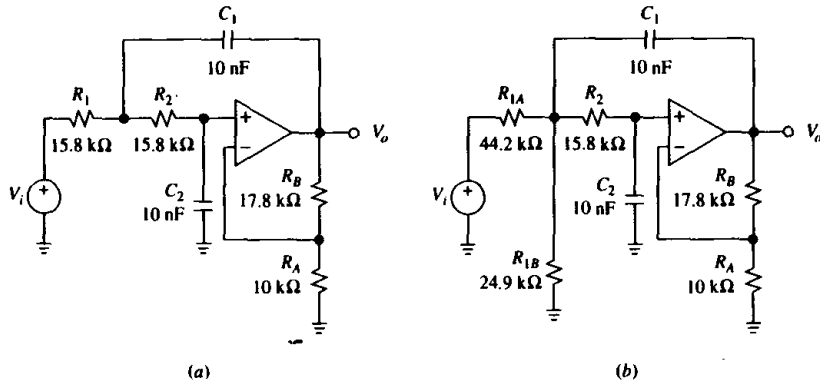 C1
10 nF
R1
R2
15.8 kΩ
15.8 kΩ
+
−
Vo
Vi
+
C2
10 nF
RB
17.8 kΩ
RA
10 kΩ
(a)
C1
10 nF
R1A
R2
44.2 kΩ
15.8 kΩ
+
−
Vo
Vi
+
C2
10 nF
RB
17.8 kΩ
R1B
24.9 kΩ
RA
10 kΩ
(b)